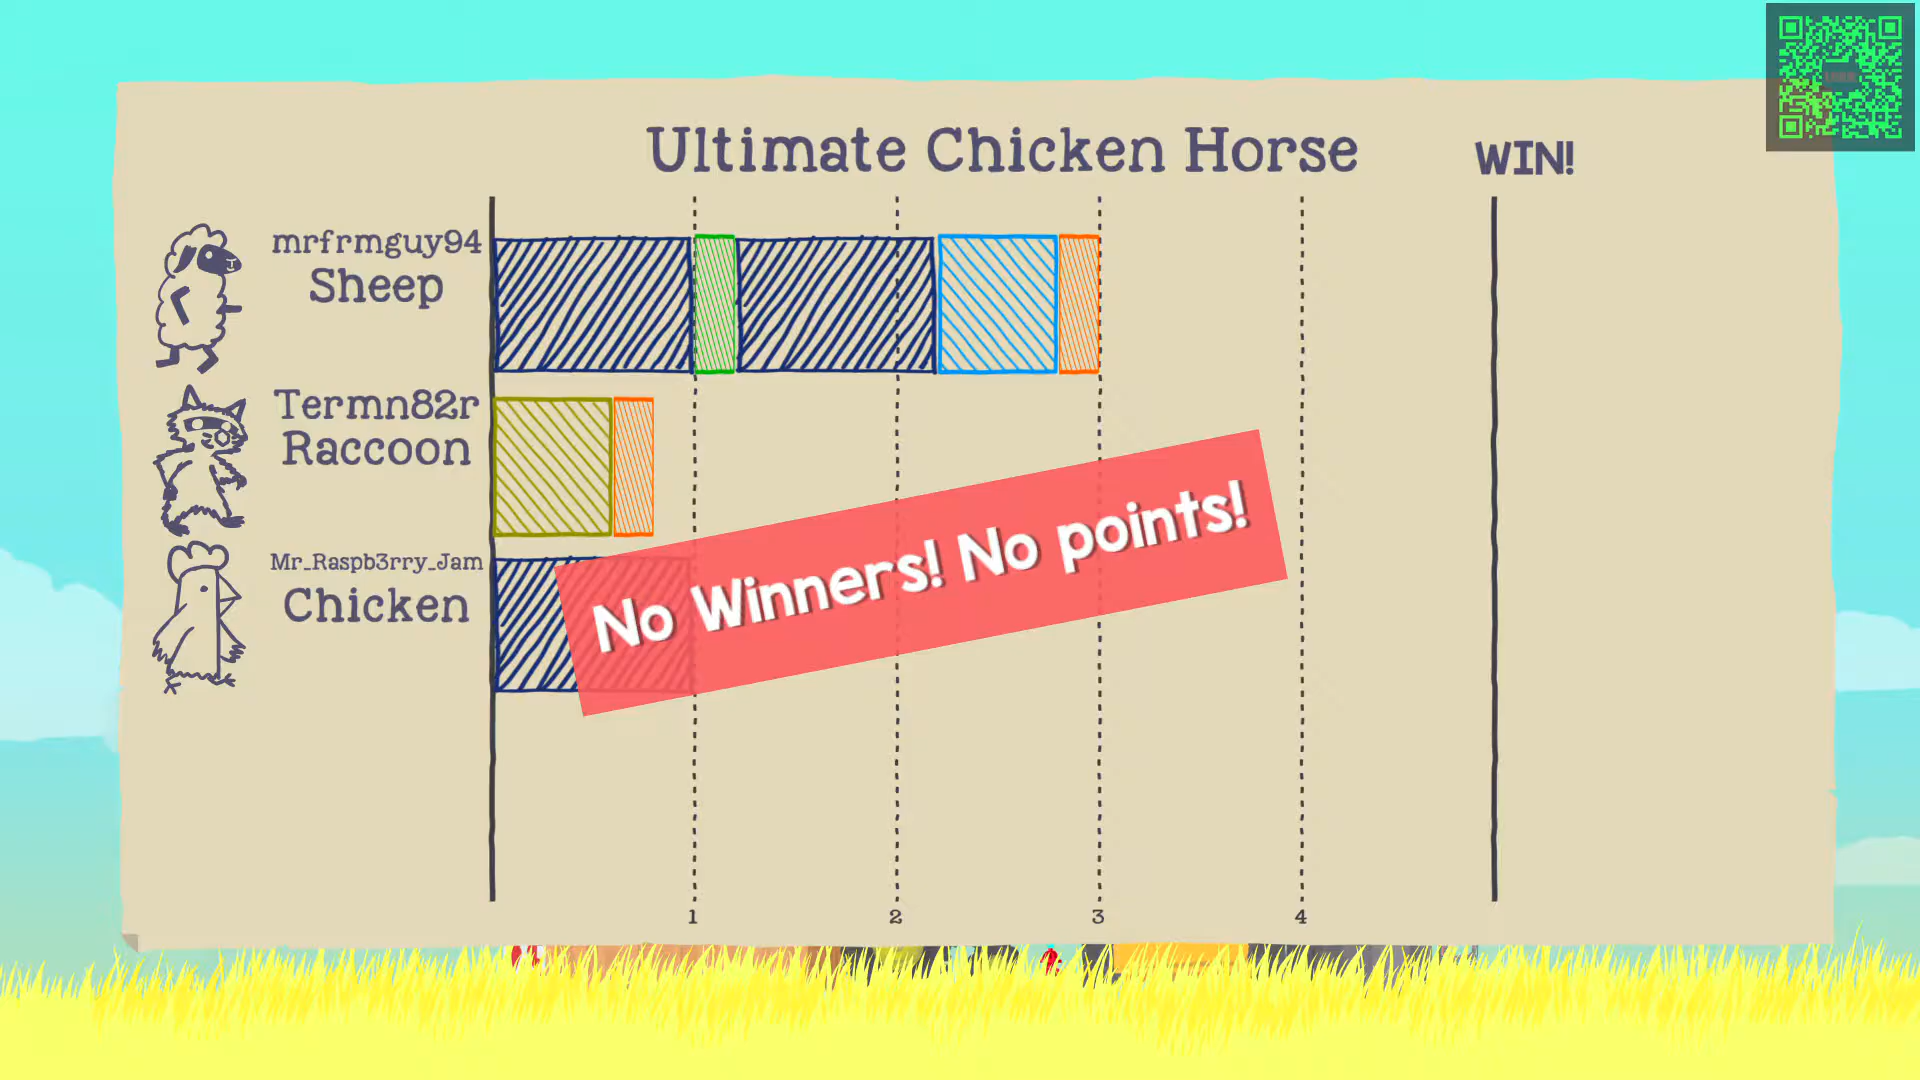 Ultimate Chicken Horse
WIN!
mrfrmguy94
Sheep
Termn82r
Raccoon
Mr_Raspb3rry_Jam
Chicken
No Winners! No points!
1 2 3 4